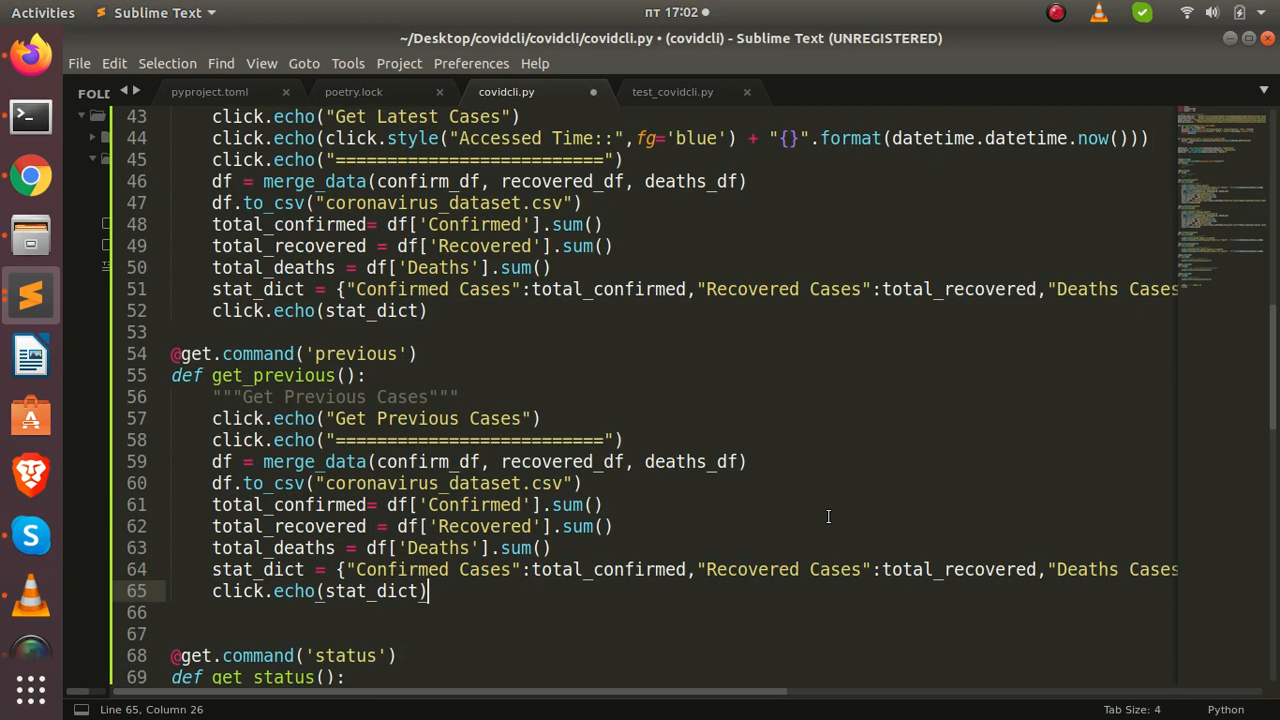 Activities Sublime Text пт 17:02
~/Desktop/covidcli/covidcli/covidcli.py • (covidcli) - Sublime Text (UNREGISTERED)
File Edit Selection Find View Goto Tools Project Preferences Help
FOLD pyproject.toml poetry.lock covidcli.py test_covidcli.py
43 click.echo("Get Latest Cases")
44 click.echo(click.style("Accessed Time::",fg='blue') + "{}".format(datetime.datetime.now()))
45 click.echo("==========================")
46 df = merge_data(confirm_df, recovered_df, deaths_df)
47 df.to_csv("coronavirus_dataset.csv")
48 total_confirmed= df['Confirmed'].sum()
49 total_recovered = df['Recovered'].sum()
50 total_deaths = df['Deaths'].sum()
51 stat_dict = {"Confirmed Cases":total_confirmed,"Recovered Cases":total_recovered,"Deaths Cases
52 click.echo(stat_dict)
53
54 @get.command('previous')
55 def get_previous():
56 """Get Previous Cases"""
57 click.echo("Get Previous Cases")
58 click.echo("==========================")
59 df = merge_data(confirm_df, recovered_df, deaths_df)
60 df.to_csv("coronavirus_dataset.csv")
61 total_confirmed= df['Confirmed'].sum()
62 total_recovered = df['Recovered'].sum()
63 total_deaths = df['Deaths'].sum()
64 stat_dict = {"Confirmed Cases":total_confirmed,"Recovered Cases":total_recovered,"Deaths Cases
65 click.echo(stat_dict)
66
67
68 @get.command('status')
69 def get_status():
Line 65, Column 26 Tab Size: 4 Python